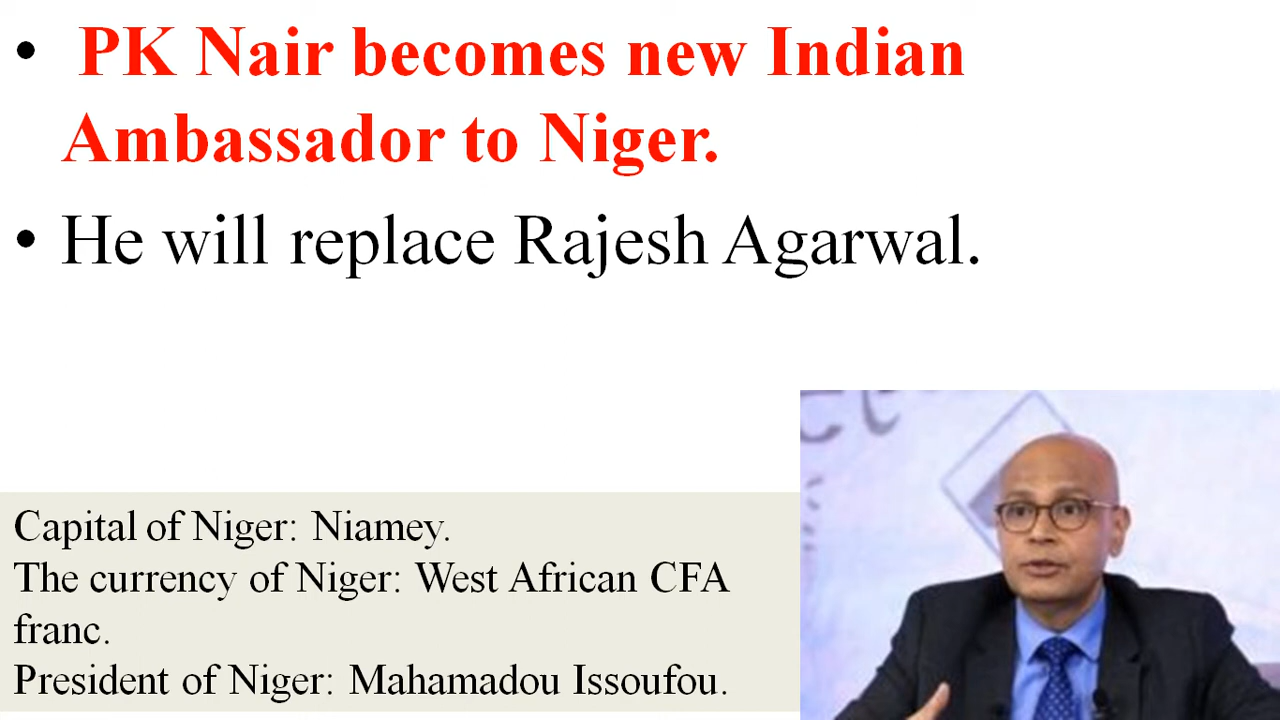 • PK Nair becomes new Indian
Ambassador to Niger.
• He will replace Rajesh Agarwal.
Capital of Niger: Niamey.
The currency of Niger: West African CFA
franc.
President of Niger: Mahamadou Issoufou.